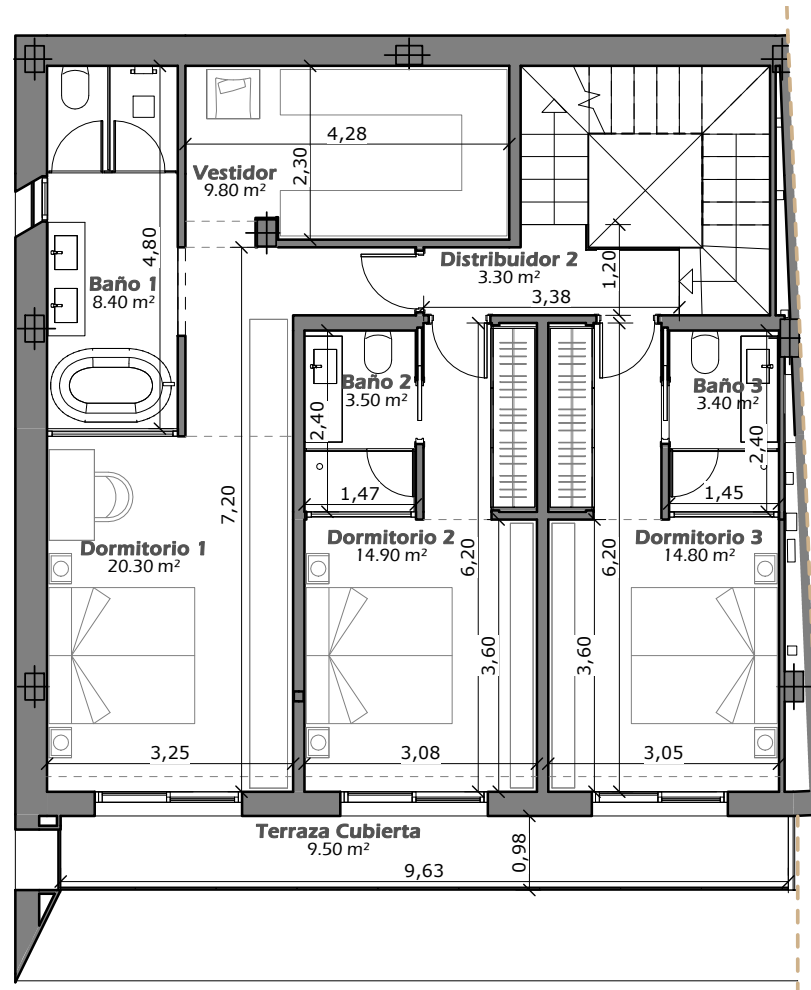 4,28
2,30
Vestidor
9.80 m²
4,80
Distribuidor 2
3.30 m²
1,20
3,38
Baño 1
8.40 m²
Baño 2
3.50 m²
Baño 3
3.40 m²
2,40
2,40
7,20
1,47
1,45
Dormitorio 1
20.30 m²
Dormitorio 2
14.90 m²
6,20
6,20
Dormitorio 3
14.80 m²
3,60
3,60
3,25
3,08
3,05
Terraza Cubierta
9.50 m²
0,98
9,63